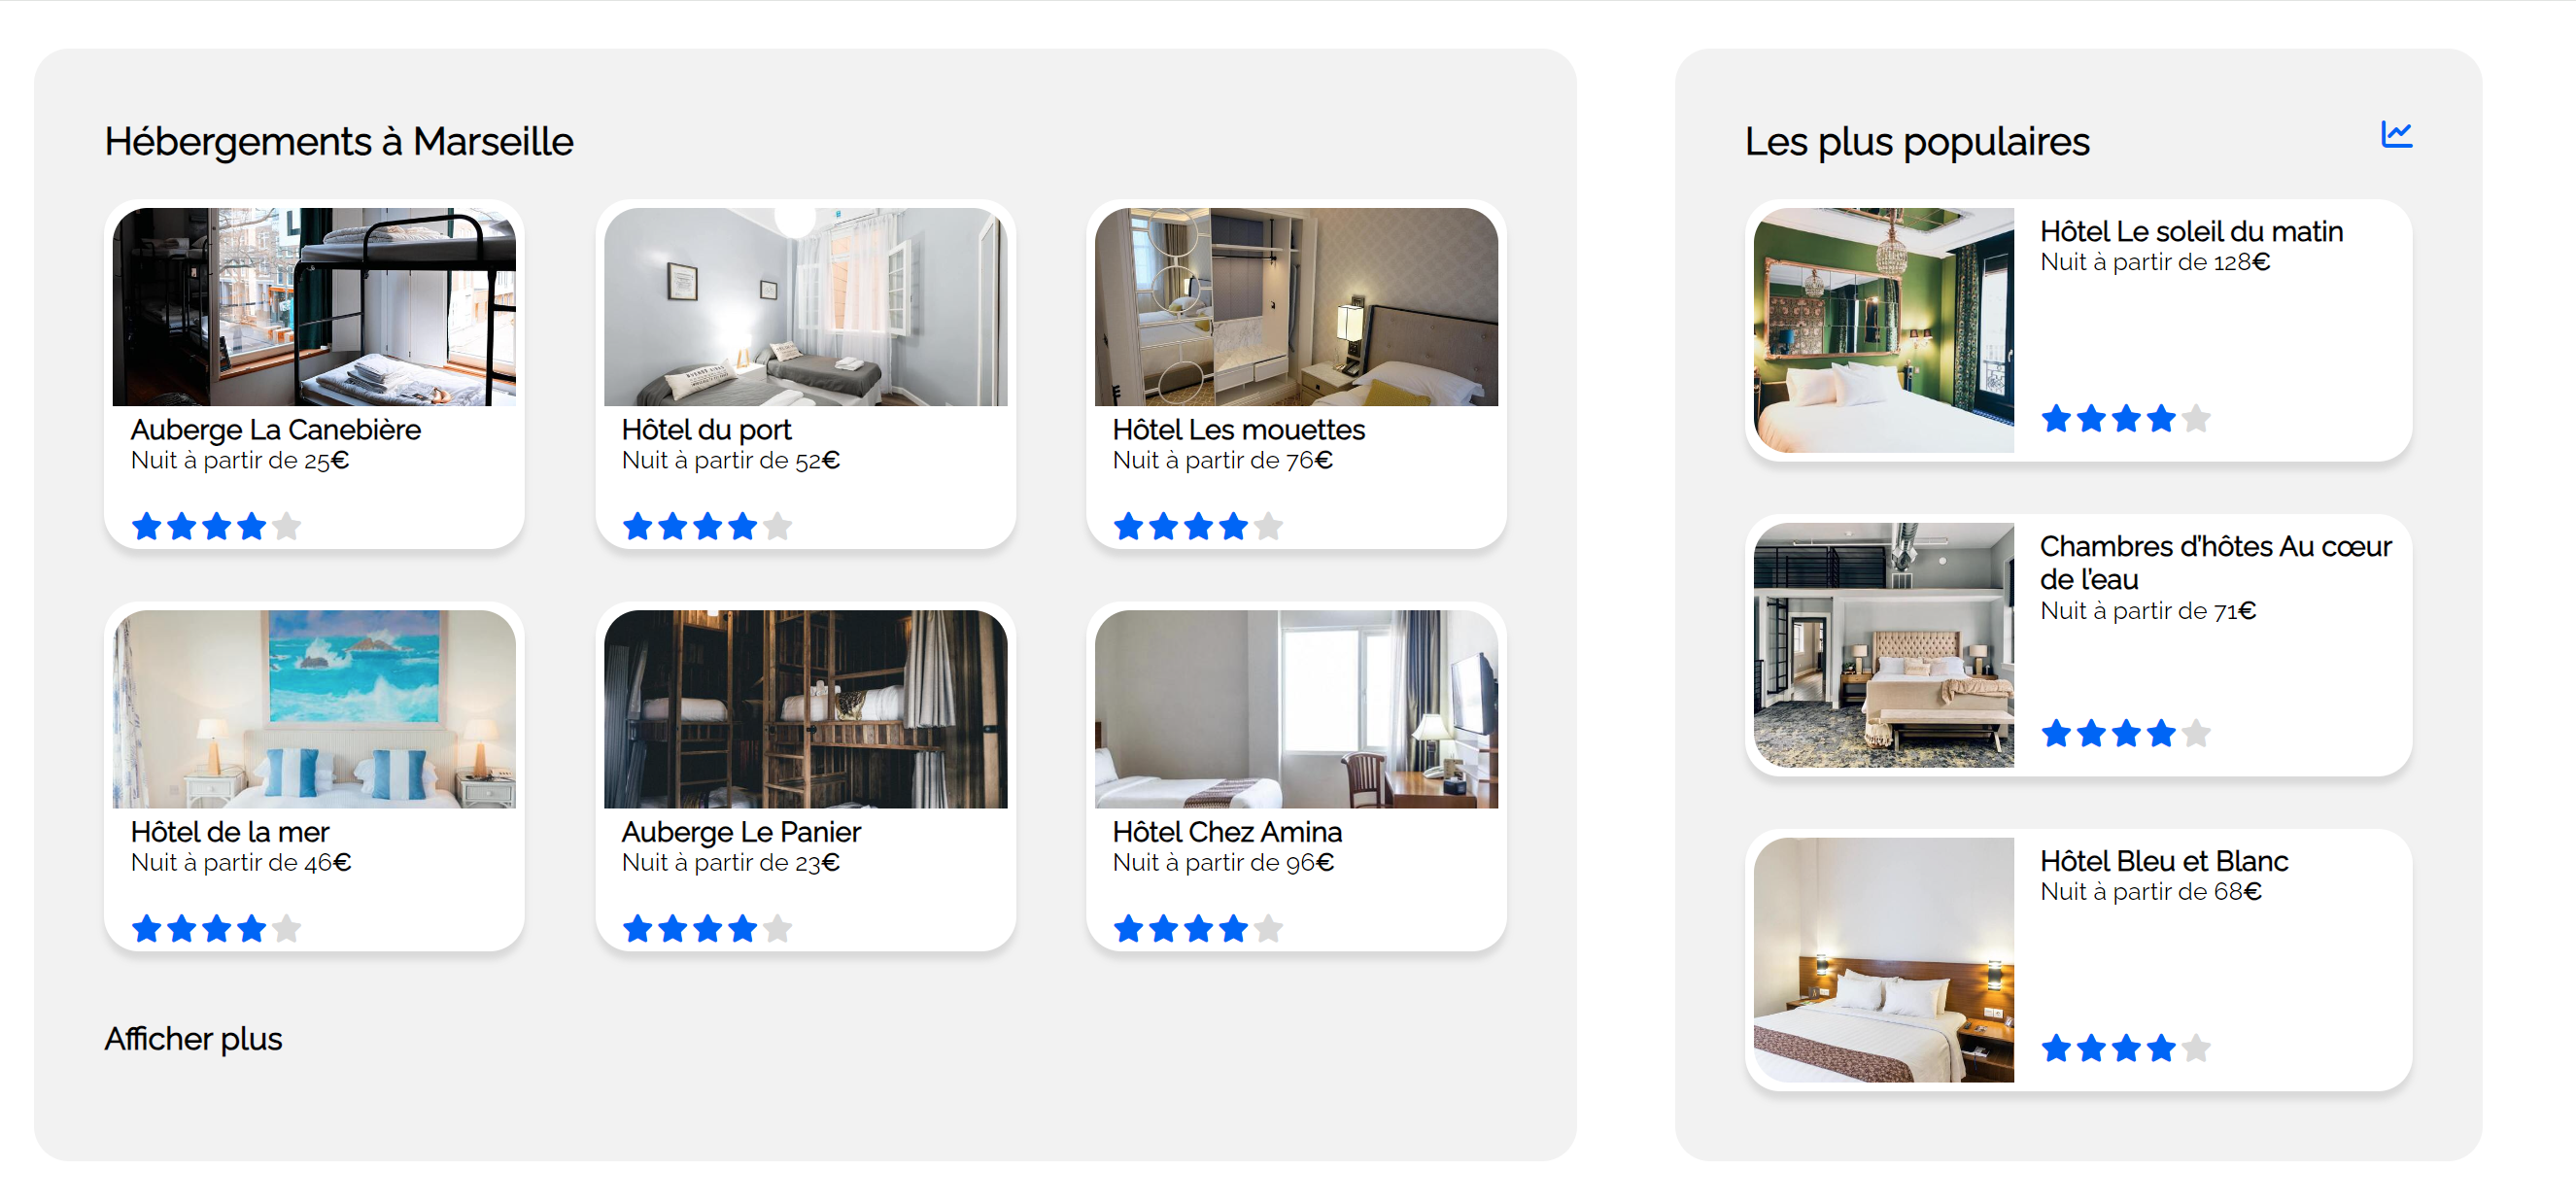 Hébergements à Marseille
Auberge La Canebière
Nuit à partir de 25€
Hôtel du port
Nuit à partir de 52€
Hôtel Les mouettes
Nuit à partir de 76€
Hôtel de la mer
Nuit à partir de 46€
Auberge Le Panier
Nuit à partir de 23€
Hôtel Chez Amina
Nuit à partir de 96€
Afficher plus
Les plus populaires
Hôtel Le soleil du matin
Nuit à partir de 128€
Chambres d’hôtes Au cœur
de l’eau
Nuit à partir de 71€
Hôtel Bleu et Blanc
Nuit à partir de 68€